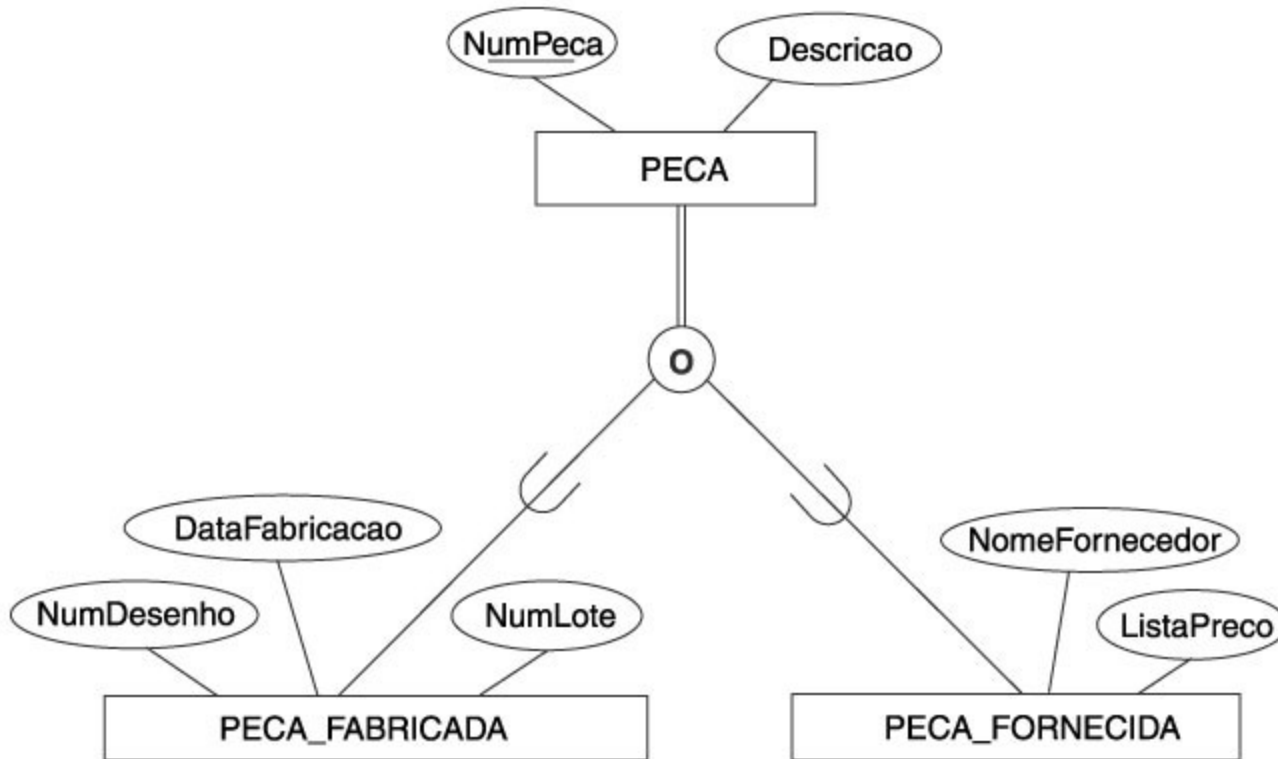 NumPeca
Descricao
PECA
O
DataFabricacao
NumDesenho
NumLote
NomeFornecedor
ListaPreco
PECA_FABRICADA
PECA_FORNECIDA